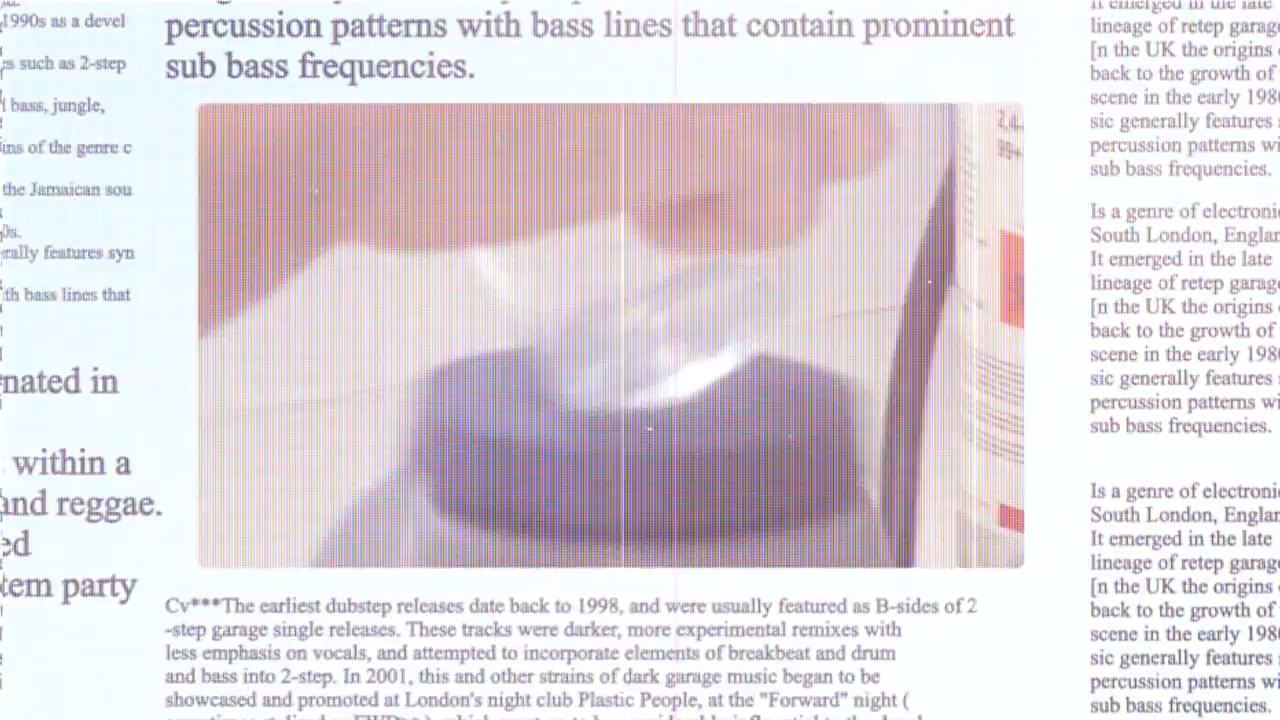 1990s as a devel
s such as 2-step
bass, jungle,
ins of the genre c
the Jamaican sou
0s.
rally features syn
th bass lines that
nated in
within a
and reggae.
ed
tem party
percussion patterns with bass lines that contain prominent
sub bass frequencies.
Cv***The earliest dubstep releases date back to 1998, and were usually featured as B-sides of 2
-step garage single releases. These tracks were darker, more experimental remixes with
less emphasis on vocals, and attempted to incorporate elements of breakbeat and drum
and bass into 2-step. In 2001, this and other strains of dark garage music began to be
showcased and promoted at London's night club Plastic People, at the "Forward" night (
It emerged in the late
lineage of retep garage
[n the UK the origins
back to the growth of
scene in the early 198
sic generally features
percussion patterns wi
sub bass frequencies.
Is a genre of electroni
South London, Englan
It emerged in the late
lineage of retep garag
[n the UK the origins
back to the growth of
scene in the early 198
sic generally features
percussion patterns wi
sub bass frequencies.
Is a genre of electroni
South London, Englan
It emerged in the late
lineage of retep garag
[n the UK the origins
back to the growth of
scene in the early 198
sic generally features
percussion patterns wi
sub bass frequencies.